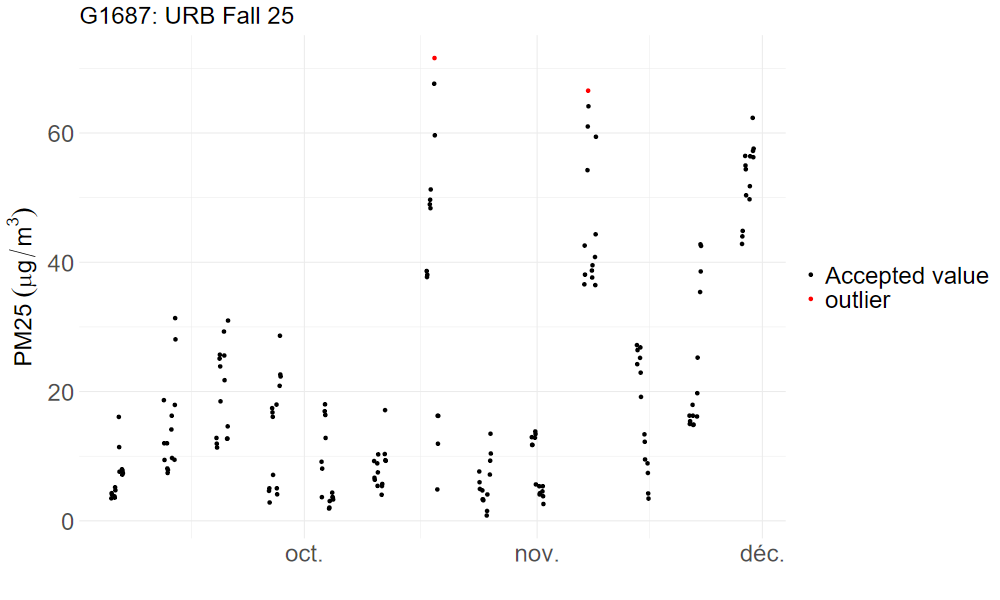 G1687: URB Fall 25
PM25 (μg/m³)
60
40
20
0
oct.
nov.
déc.
Accepted value
outlier